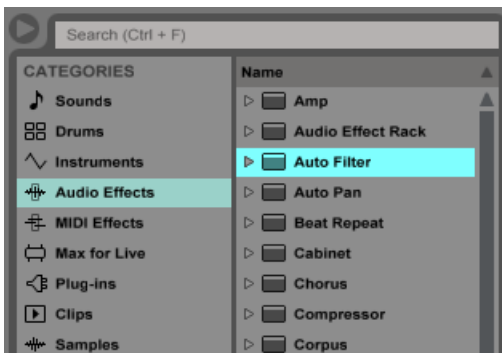 Search (Ctrl + F)
CATEGORIES
Sounds
Drums
Instruments
Audio Effects
MIDI Effects
Max for Live
Plug-ins
Clips
Samples
Name
Amp
Audio Effect Rack
Auto Filter
Auto Pan
Beat Repeat
Cabinet
Chorus
Compressor
Corpus